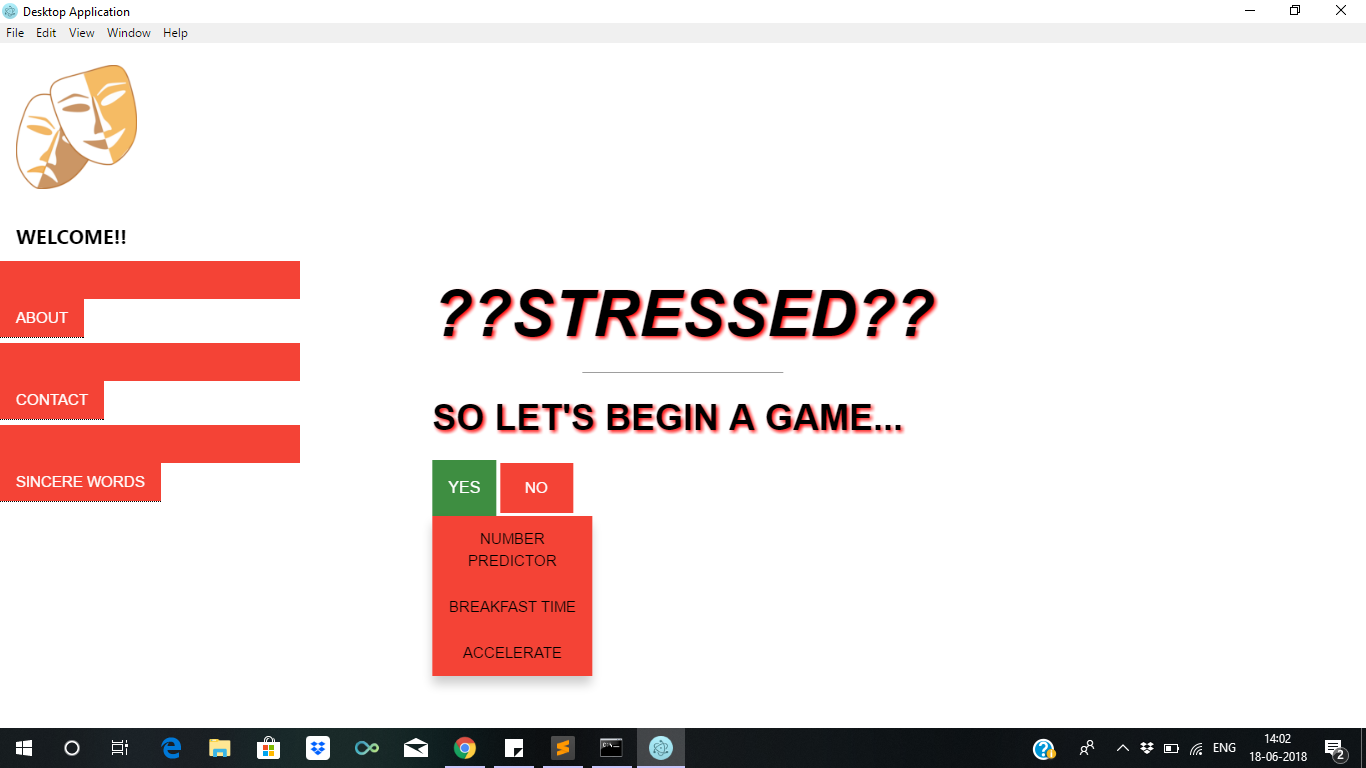 Desktop Application
File Edit View Window Help
WELCOME!!
ABOUT
CONTACT
SINCERE WORDS
??STRESSED??
SO LET'S BEGIN A GAME...
YES NO
NUMBER
PREDICTOR
BREAKFAST TIME
ACCELERATE
ENG
14:02
18-06-2018
2